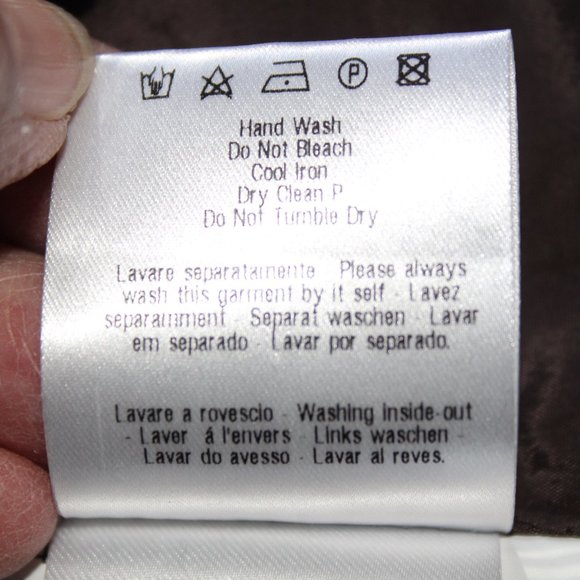 P
Hand Wash
Do Not Bleach
Cool Iron
Dry Clean P
Do Not Tumble Dry
Lavare separatamente - Please always
wash this garment by it self - Lavez
separamment - Separat waschen - Lavar
em separado - Lavar por separado.
Lavare a rovescio - Washing inside-out
- Laver á l'envers - Links waschen -
Lavar do avesso - Lavar al reves.